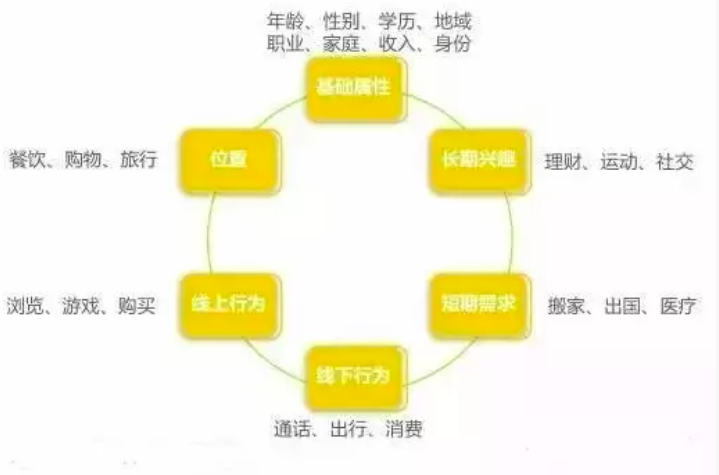 年龄、性别、学历、地域
职业、家庭、收入、身份
基础属性
餐饮、购物、旅行
位置
长期兴趣
理财、运动、社交
浏览、游戏、购买
线上行为
短期需求
搬家、出国、医疗
线下行为
通话、出行、消费